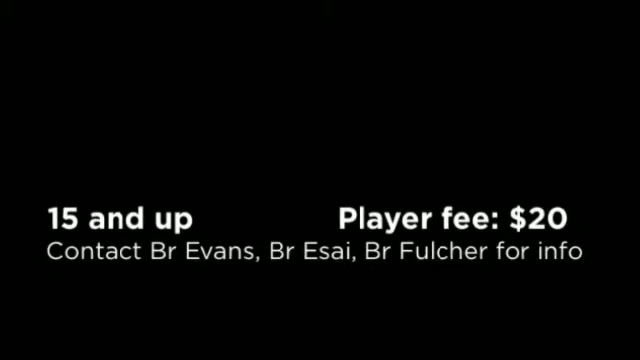 15 and up Player fee: $20
Contact Br Evans, Br Esai, Br Fulcher for info